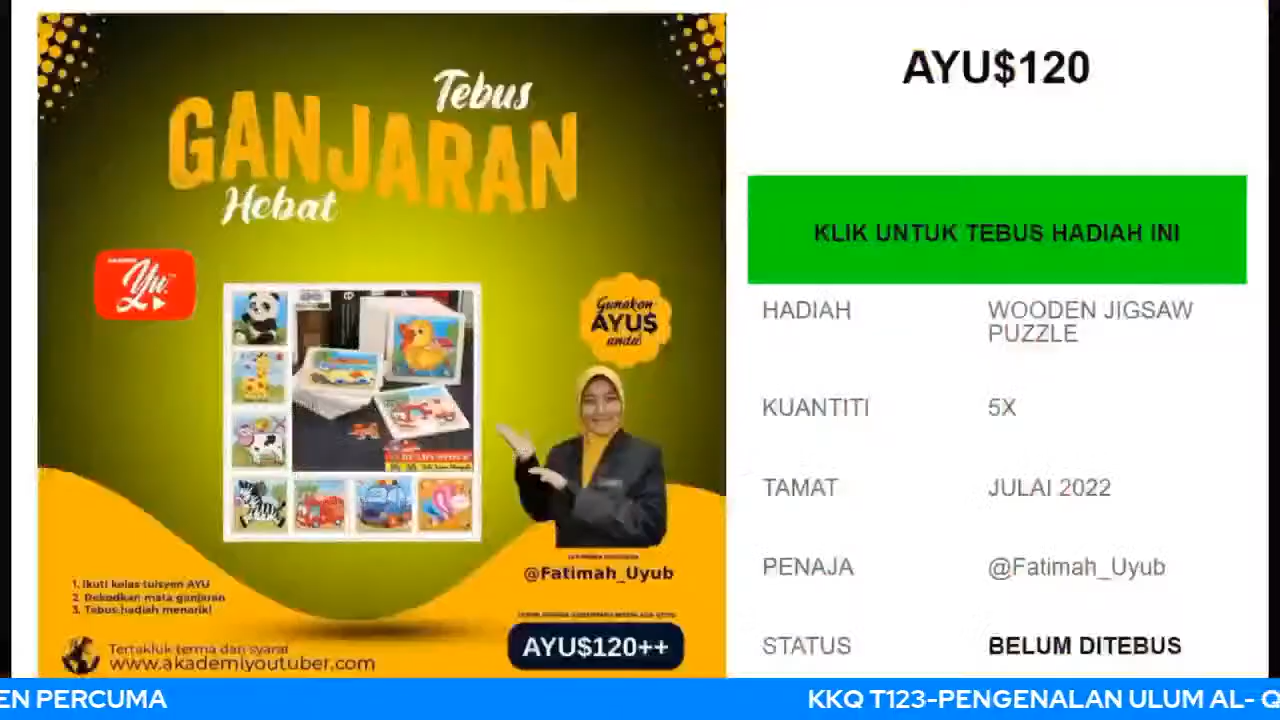 Tebus
GANJARAN
Hebat
Yu
Gunakan
AYU$
anda!
@Fatimah_Uyub
AYU$120++
1. Ikuti kelas tuisyen AYU
2. Rekodkan mata ganjaran
3. Tebus hadiah menarik!
Tertakluk terma dan syarat
www.akademiyoutuber.com
AYU$120
KLIK UNTUK TEBUS HADIAH INI
HADIAH WOODEN JIGSAW PUZZLE
KUANTITI 5X
TAMAT JULAI 2022
PENAJA @Fatimah_Uyub
STATUS BELUM DITEBUS
EN PERCUMA KKQ T123-PENGENALAN ULUM AL- Q